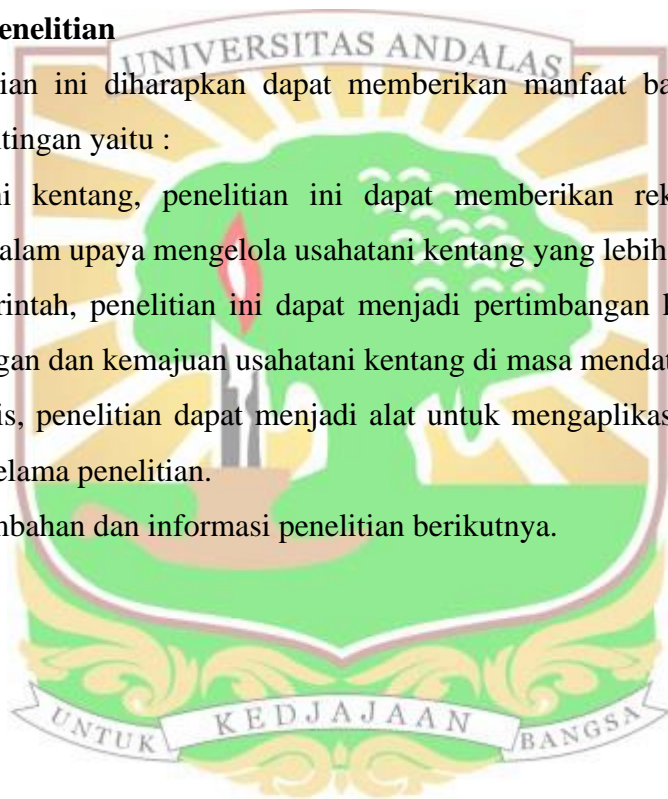 enelitian
UNIVERSITAS ANDALAS
ian ini diharapkan dapat memberikan manfaat ba
tingan yaitu :
ni kentang, penelitian ini dapat memberikan rek
alam upaya mengelola usahatani kentang yang lebih
rintah, penelitian ini dapat menjadi pertimbangan
gan dan kemajuan usahatani kentang di masa mendat
is, penelitian dapat menjadi alat untuk mengaplikas
elama penelitian.
mbahan dan informasi penelitian berikutnya.
UNTUK KEDJAJAAN BANGSA